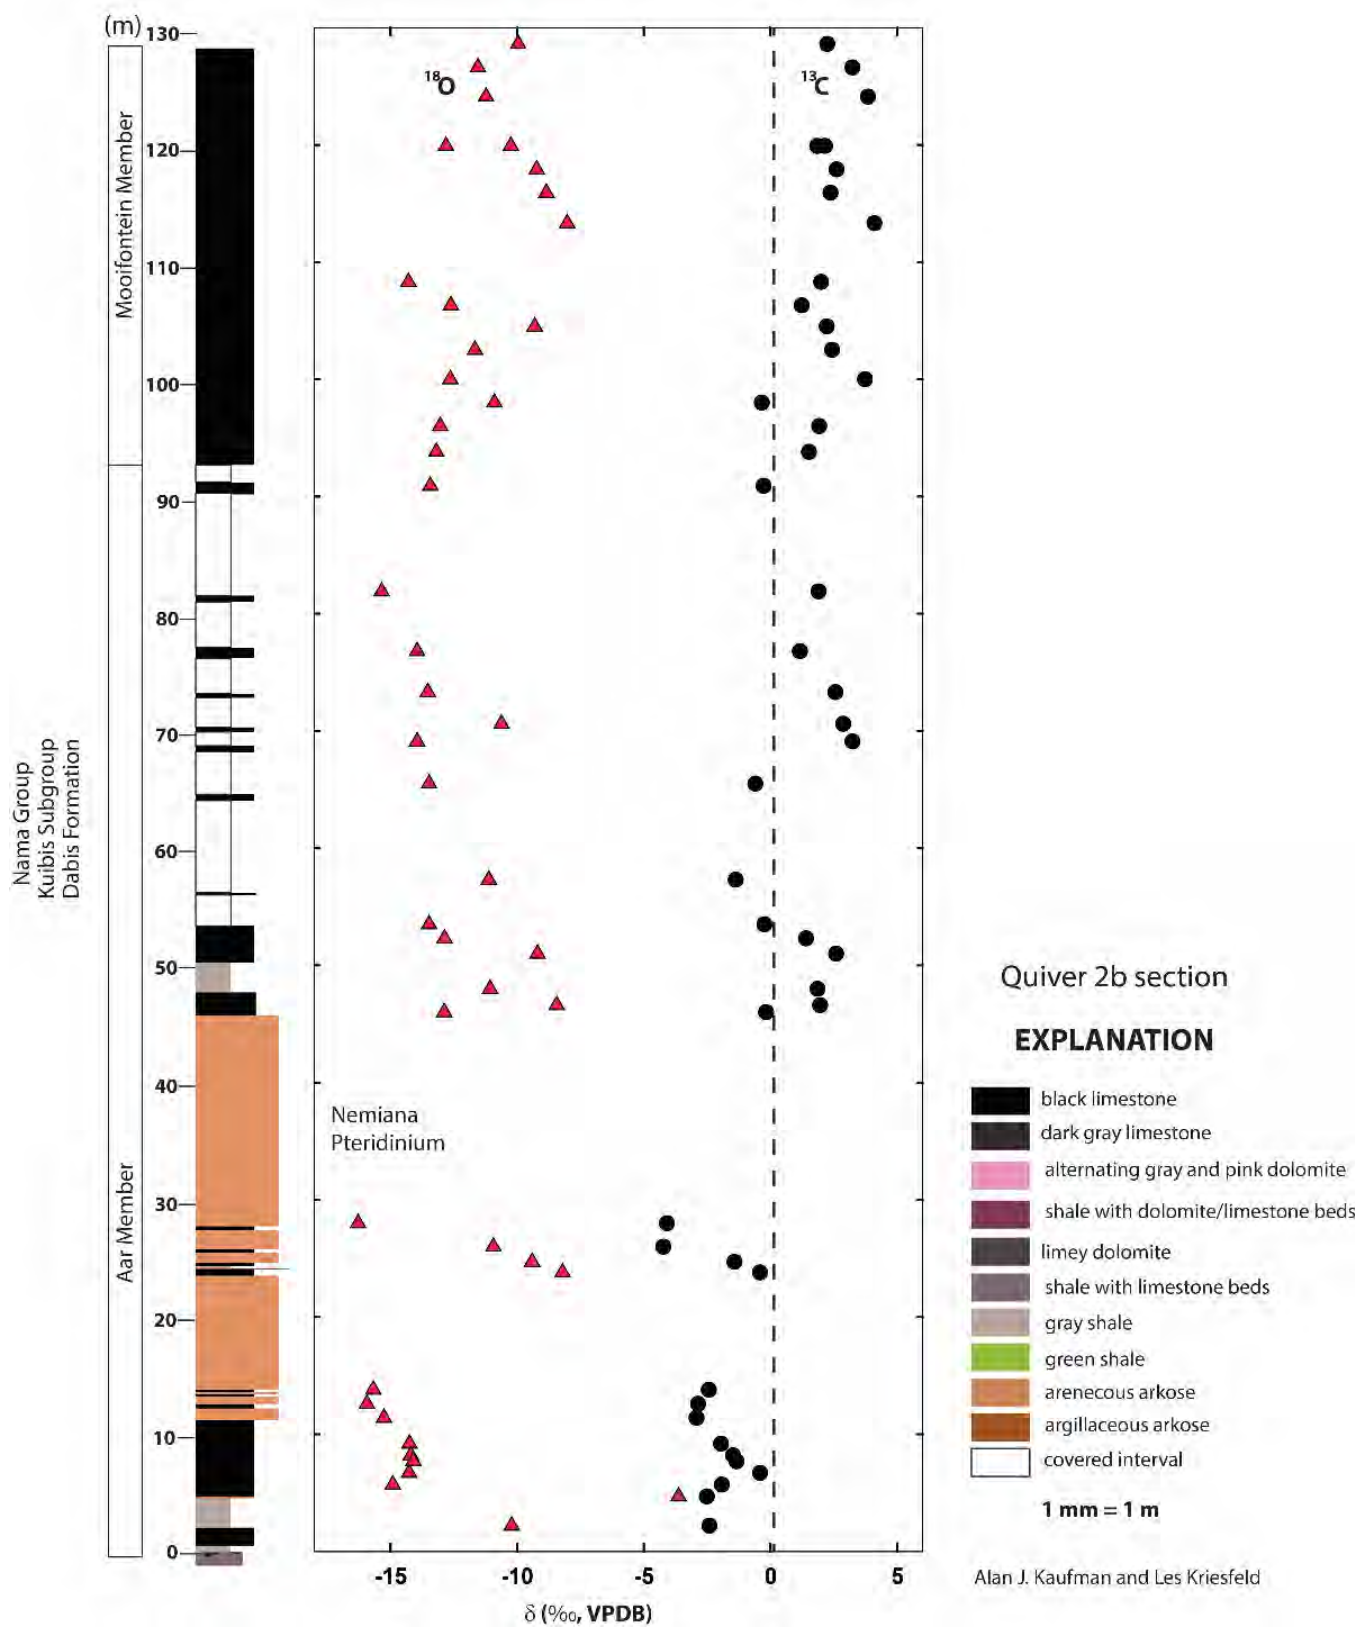 (m)
130
120
110
100
90
80
70
60
50
40
30
20
10
0
Mooifontein Member
Aar Member
Nama Group
Kuibis Subgroup
Dabis Formation
18O
13C
Nemiana
Pteridinium
-15
-10
-5
0
5
δ (‰, VPDB)
Quiver 2b section
EXPLANATION
black limestone
dark gray limestone
alternating gray and pink dolomite
shale with dolomite/limestone beds
limey dolomite
shale with limestone beds
gray shale
green shale
arenecous arkose
argillaceous arkose
covered interval
1 mm = 1 m
Alan J. Kaufman and Les Kriesfeld